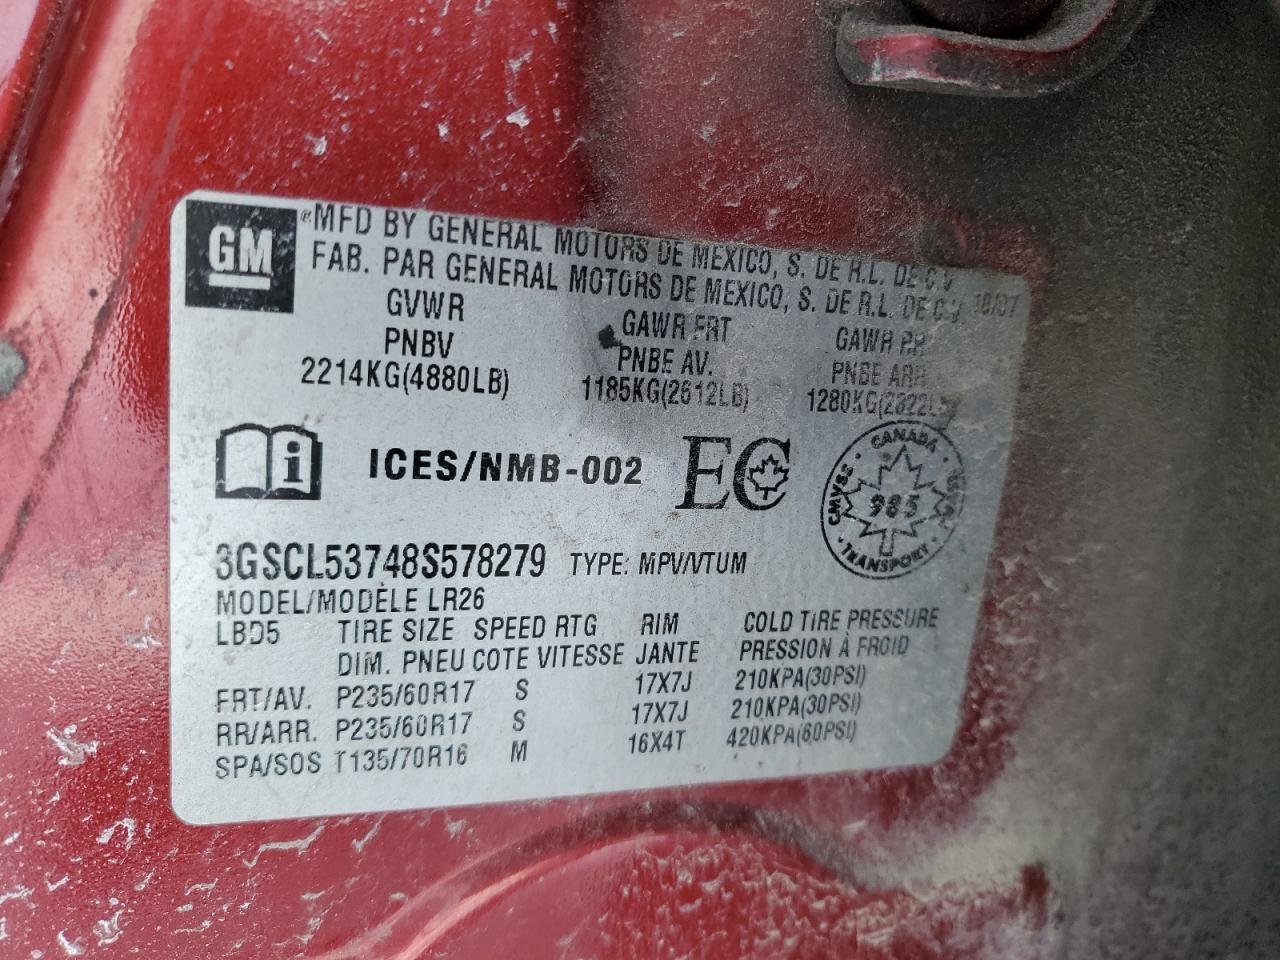 GM
®MFD BY GENERAL MOTORS DE MEXICO, S. DE R.L. DE C.V
FAB. PAR GENERAL MOTORS DE MEXICO, S. DE R.L. DE C.V. 10/07
GVWR GAWR FRT GAWR RR
PNBV PNBE AV. PNBE ARR
2214KG(4880LB) 1185KG(2612LB) 1280KG(2822L
i ICES/NMB-002 EC
CANADA
CMVSS
985
TRANSPORT
3GSCL53748S578279 TYPE: MPV/VTUM
MODEL/MODÈLE LR26
LBD5 TIRE SIZE SPEED RTG RIM COLD TIRE PRESSURE
DIM. PNEU COTE VITESSE JANTE PRESSION À FROID
FRT/AV. P235/60R17 S 17X7J 210KPA(30PSI)
RR/ARR. P235/60R17 S 17X7J 210KPA(30PSI)
SPA/SOS T135/70R16 M 16X4T 420KPA(60PSI)